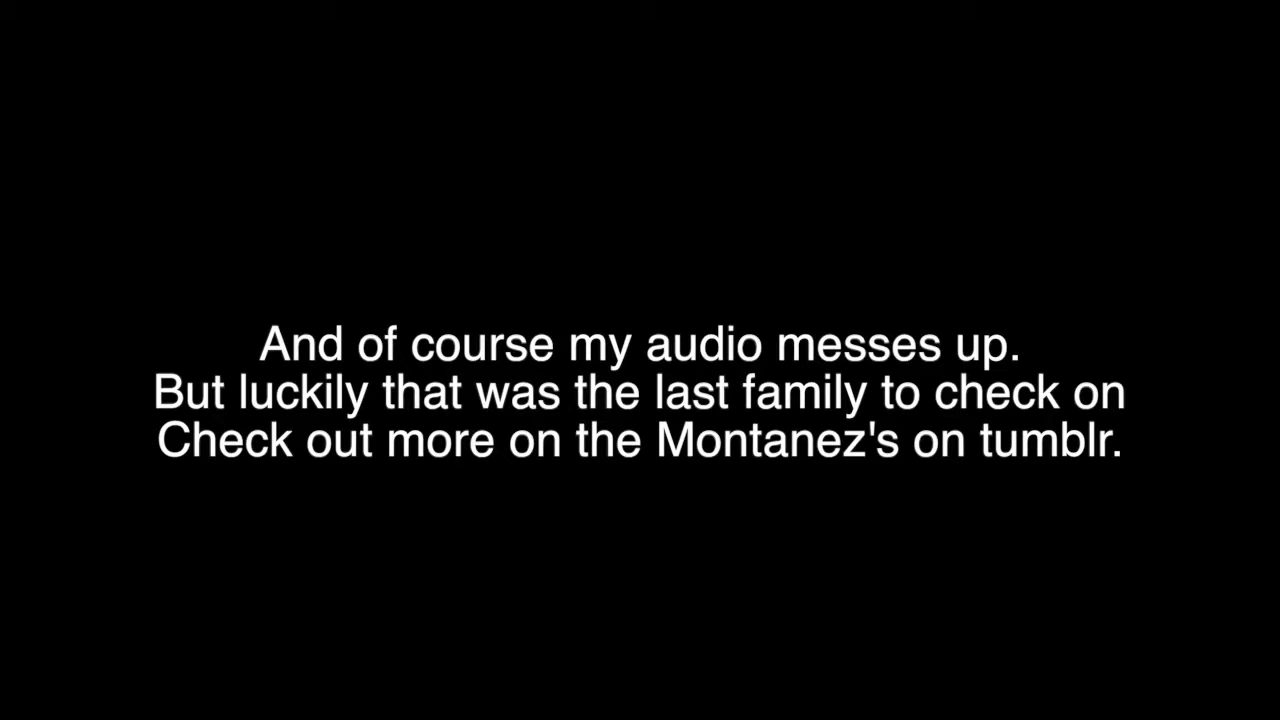 And of course my audio messes up.
But luckily that was the last family to check on
Check out more on the Montanez's on tumblr.